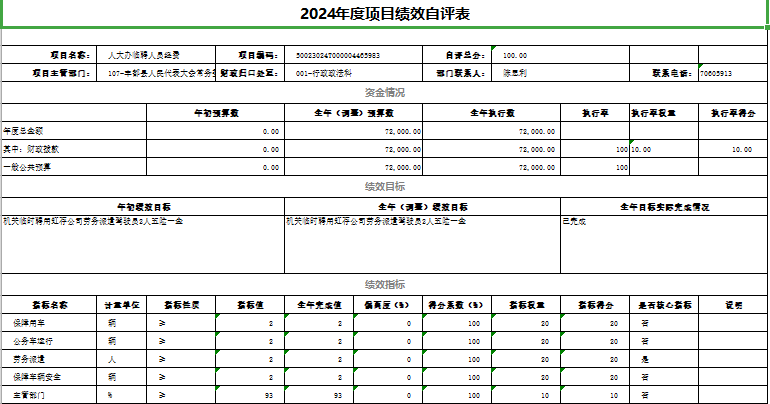 2024年度项目绩效自评表
项目名称： 人大办临聘人员经费 项目编码： 50023024T000004465983 自评总分： 100.00
项目主管部门： 107-丰都县人民代表大会常务 财政归口处室： 001-行政政法科 部门联系人： 陈思利 联系电话： 70605913
资金情况
年初预算数 全年（调整）预算数 全年执行数 执行率 执行率权重 执行率得分
年度总金额 0.00 72,000.00 72,000.00
其中：财政拨款 0.00 72,000.00 72,000.00 100 10.00 10.00
一般公共预算 0.00 72,000.00 72,000.00 100
绩效目标
年初绩效目标 全年（调整）绩效目标 全年目标实际完成情况
机关临时聘用红存公司劳务派遣驾驶员2人五险一金 机关临时聘用红存公司劳务派遣驾驶员2人五险一金 已完成
绩效指标
指标名称 计量单位 指标性质 指标值 全年完成值 偏离度（%） 得分系数（%） 指标权重 指标得分 是否核心指标 说明
保障用车 辆 ≥ 2 2 0 100 20 20 否
公务车运行 辆 ≥ 2 2 0 100 20 20 否
劳务派遣 人 ≥ 2 2 0 100 20 20 是
保障车辆安全 辆 ≥ 2 2 0 100 20 20 否
主管部门 % ≥ 93 93 0 100 10 10 否